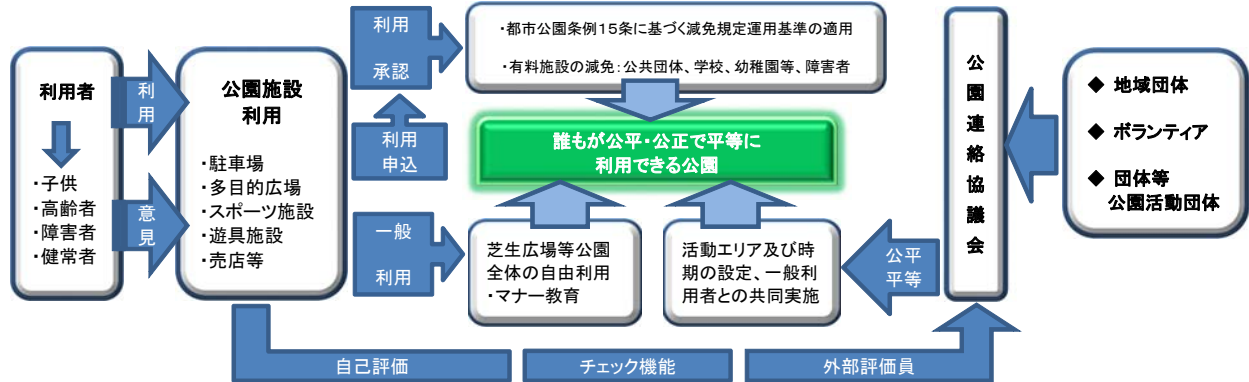 利用者
・子供
・高齢者
・障害者
・健常者
利
用
意
見
公園施設
利用
・駐車場
・多目的広場
・スポーツ施設
・遊具施設
・売店等
利用
承認
利用
申込
一般
利用
・都市公園条例15条に基づく減免規定運用基準の適用
・有料施設の減免：公共団体、学校、幼稚園等、障害者
誰もが公平・公正で平等に
利用できる公園
芝生広場等公園
全体の自由利用
・マナー教育
活動エリア及び時
期の設定、一般利
用者との共同実施
公平
平等
公園連絡協議会
◆ 地域団体
◆ ボランティア
◆ 団体等
公園活動団体
自己評価
チェック機能
外部評価員